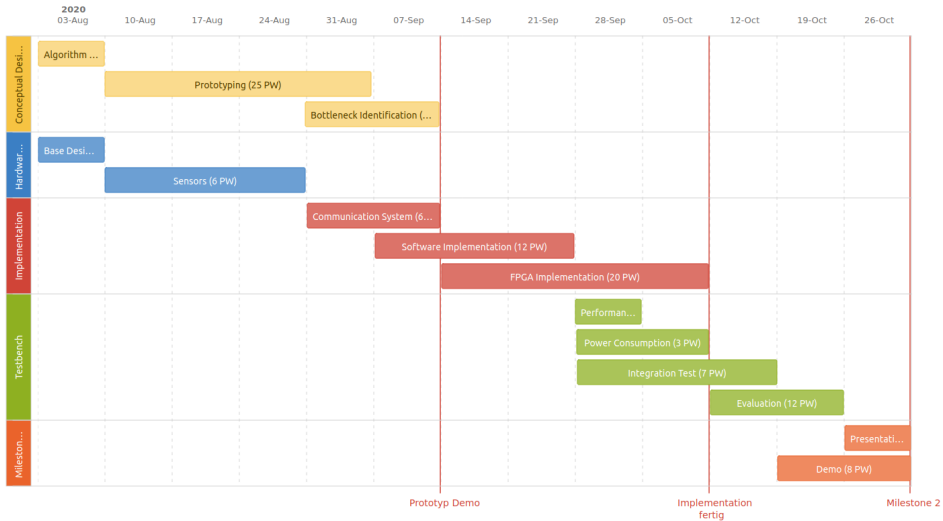 2020
03-Aug 10-Aug 17-Aug 24-Aug 31-Aug 07-Sep 14-Sep 21-Sep 28-Sep 05-Oct 12-Oct 19-Oct 26-Oct
Conceptual Desi...
Algorithm ...
Prototyping (25 PW)
Bottleneck Identification (...
Hardwar...
Base Desi...
Sensors (6 PW)
Implementation
Communication System (6...
Software Implementation (12 PW)
FPGA Implementation (20 PW)
Testbench
Performan...
Power Consumption (3 PW)
Integration Test (7 PW)
Evaluation (12 PW)
Mileston...
Presentati...
Demo (8 PW)
Prototyp Demo
Implementation
fertig
Milestone 2